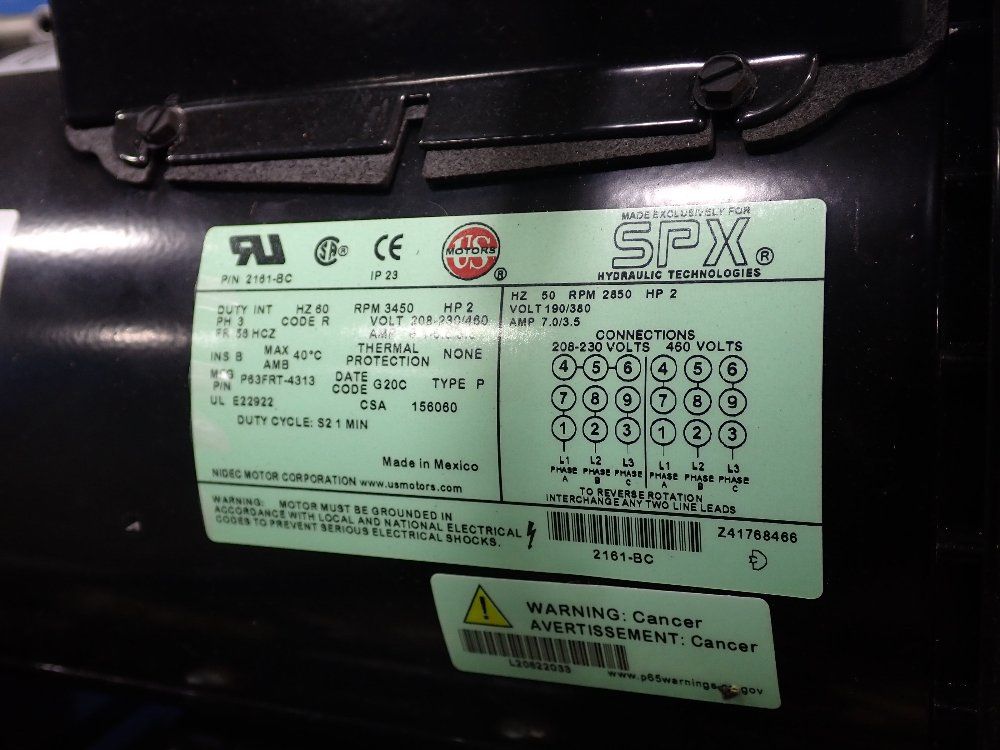 MADE EXCLUSIVELY FOR
SPX®
HYDRAULIC TECHNOLOGIES
US MOTORS ®
CE
IP 23
SA®
P/N 2161-BC
DUTY INT HZ 60 RPM 3450 HP 2
PH 3 CODE R VOLT 208-230/460
FR 56HCZ AMP
INS B MAX AMB 40°C THERMAL PROTECTION NONE
MFG P/N P63FRT-4313 DATE CODE G20C TYPE P
UL E22922 CSA 156060
DUTY CYCLE: S2 1 MIN
Made in Mexico
NIDEC MOTOR CORPORATION www.usmotors.com
HZ 50 RPM 2850 HP 2
VOLT 190/380
AMP 7.0/3.5
CONNECTIONS
208-230 VOLTS 460 VOLTS
4 5 6 4 5 6
7 8 9 7 8 9
1 2 3 1 2 3
L1 L2 L3 L1 L2 L3
PHASE A PHASE B PHASE C PHASE A PHASE B PHASE C
TO REVERSE ROTATION
INTERCHANGE ANY TWO LINE LEADS
WARNING: MOTOR MUST BE GROUNDED IN
ACCORDANCE WITH LOCAL AND NATIONAL ELECTRICAL
CODES TO PREVENT SERIOUS ELECTRICAL SHOCKS.
2161-BC
Z41768466
WARNING: Cancer
AVERTISSEMENT: Cancer
L20622033
www.p65warnings.ca.gov